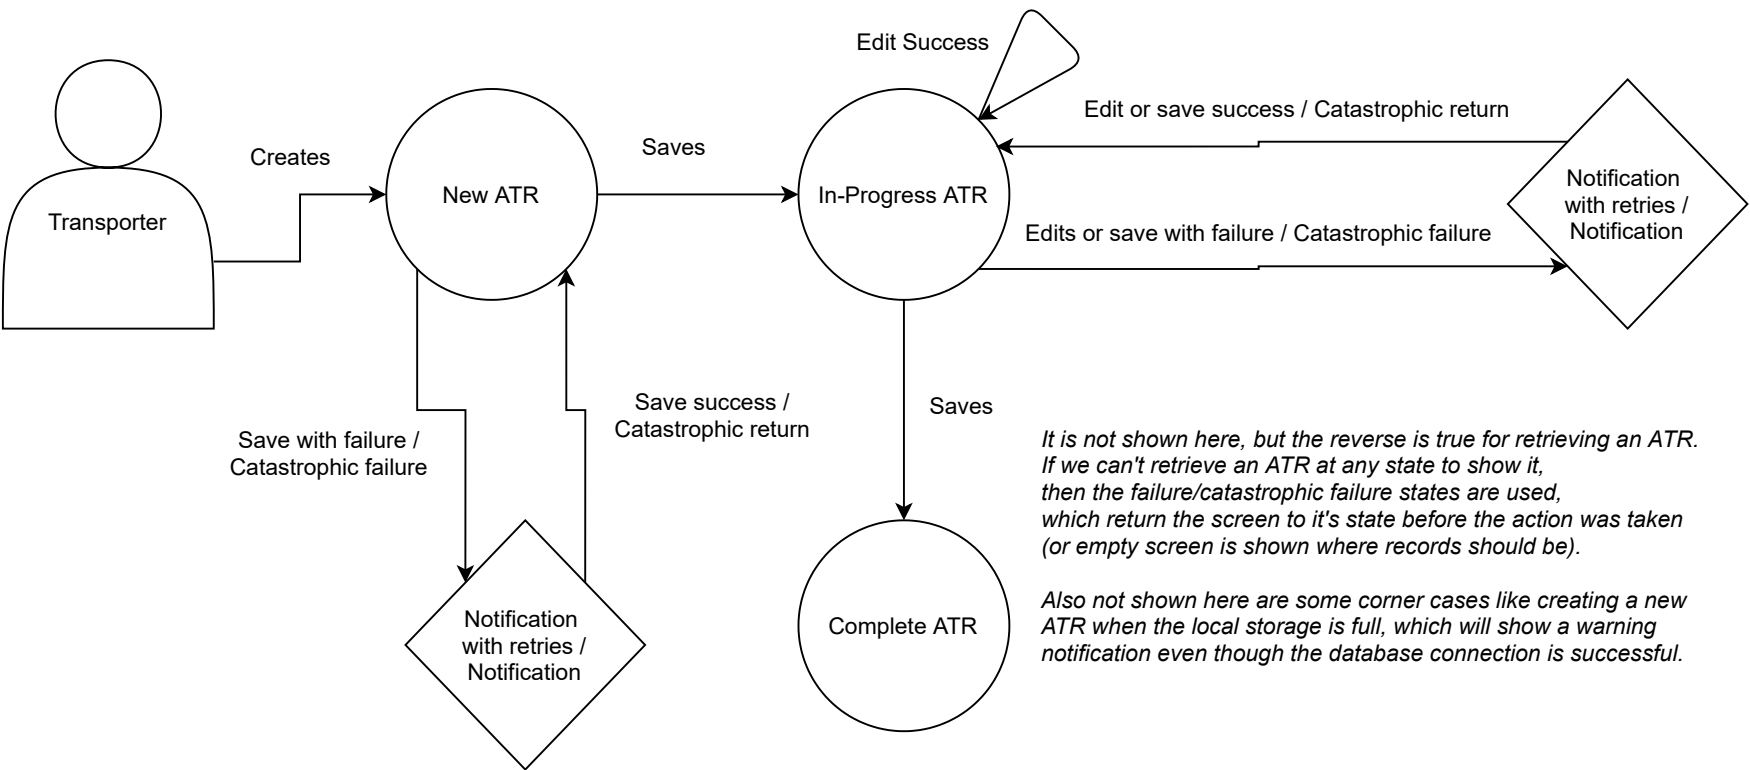 Edit Success
Edit or save success / Catastrophic return
Creates
Saves
Transporter
New ATR
In-Progress ATR
Notification
with retries /
Notification
Edits or save with failure / Catastrophic failure
Save success /
Catastrophic return
Saves
Save with failure /
Catastrophic failure
It is not shown here, but the reverse is true for retrieving an ATR.
If we can't retrieve an ATR at any state to show it,
then the failure/catastrophic failure states are used,
which return the screen to it's state before the action was taken
(or empty screen is shown where records should be).
Also not shown here are some corner cases like creating a new
ATR when the local storage is full, which will show a warning
notification even though the database connection is successful.
Notification
with retries /
Notification
Complete ATR